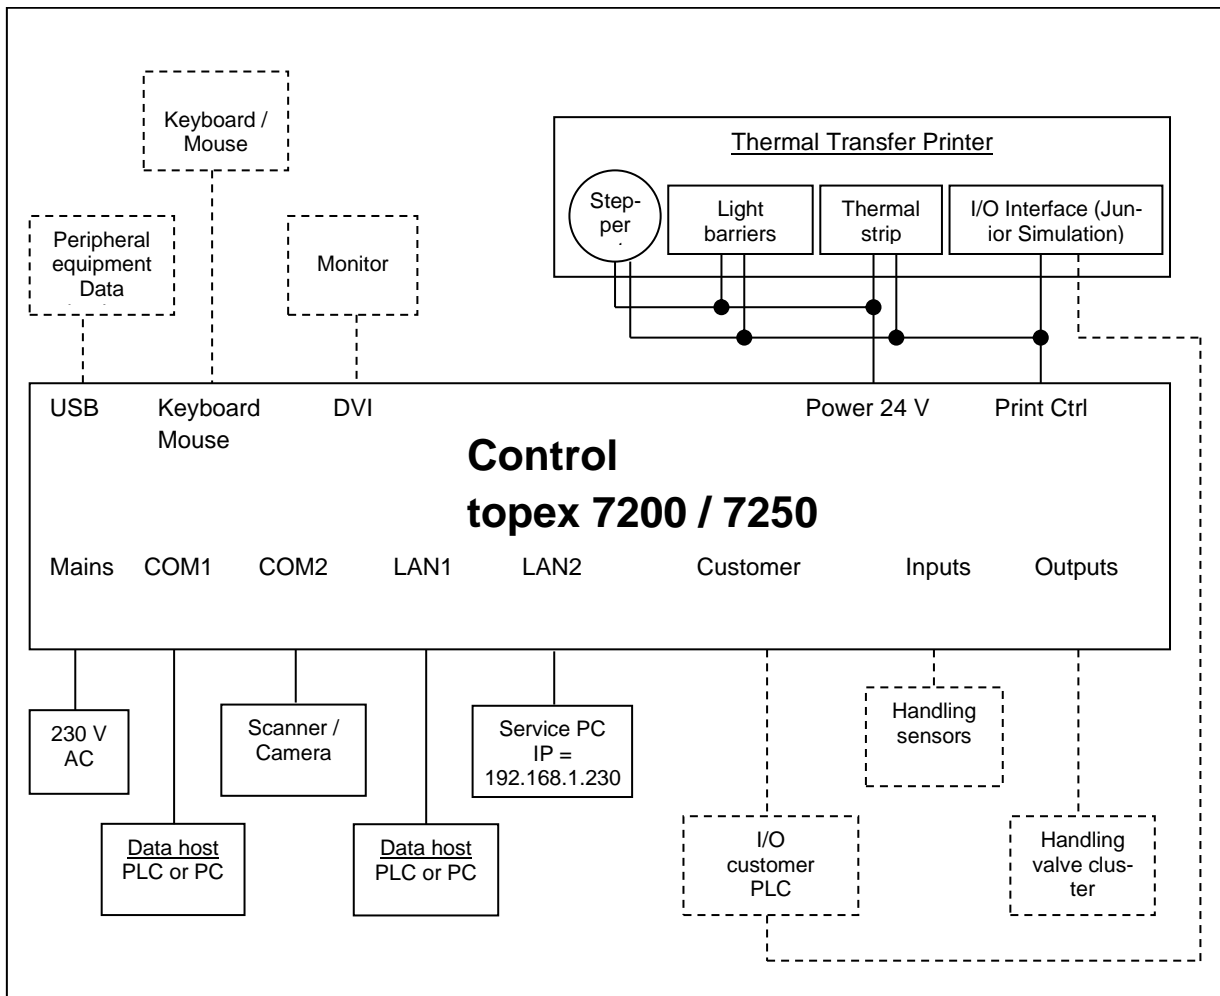 Keyboard /
Mouse
Thermal Transfer Printer
Step-
per
Light
barriers
Thermal
strip
I/O Interface (Jun-
ior Simulation)
Peripheral
equipment
Data
Monitor
USB
Keyboard
Mouse
DVI
Power 24 V
Print Ctrl
Control
topex 7200 / 7250
Mains
COM1
COM2
LAN1
LAN2
Customer
Inputs
Outputs
230 V
AC
Scanner /
Camera
Service PC
IP =
192.168.1.230
Handling
sensors
Data host
PLC or PC
Data host
PLC or PC
I/O
customer
PLC
Handling
valve clus-
ter